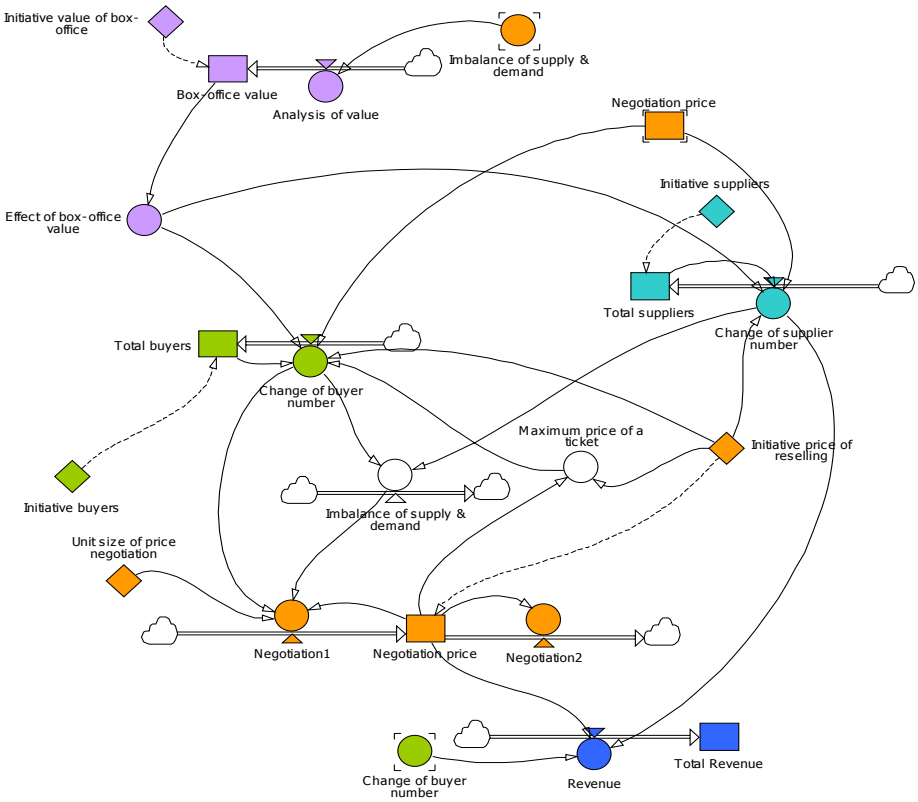 Initiative value of box-
office
Imbalance of supply &
demand
Box-office value
Analysis of value
Negotiation price
Initiative suppliers
Effect of box-office
value
Total suppliers
Change of supplier
number
Total buyers
Change of buyer
number
Maximum price of a
ticket
Initiative price of
reselling
Initiative buyers
Imbalance of supply &
demand
Unit size of price
negotiation
Negotiation1
Negotiation price
Negotiation2
Change of buyer
number
Revenue
Total Revenue